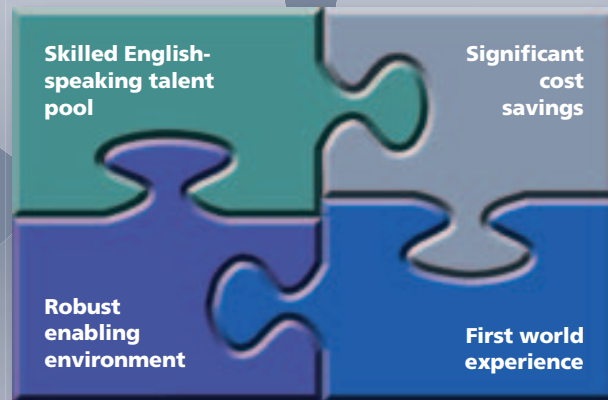 Skilled English-
speaking talent
pool
Significant
cost
savings
Robust
enabling
environment
First world
experience